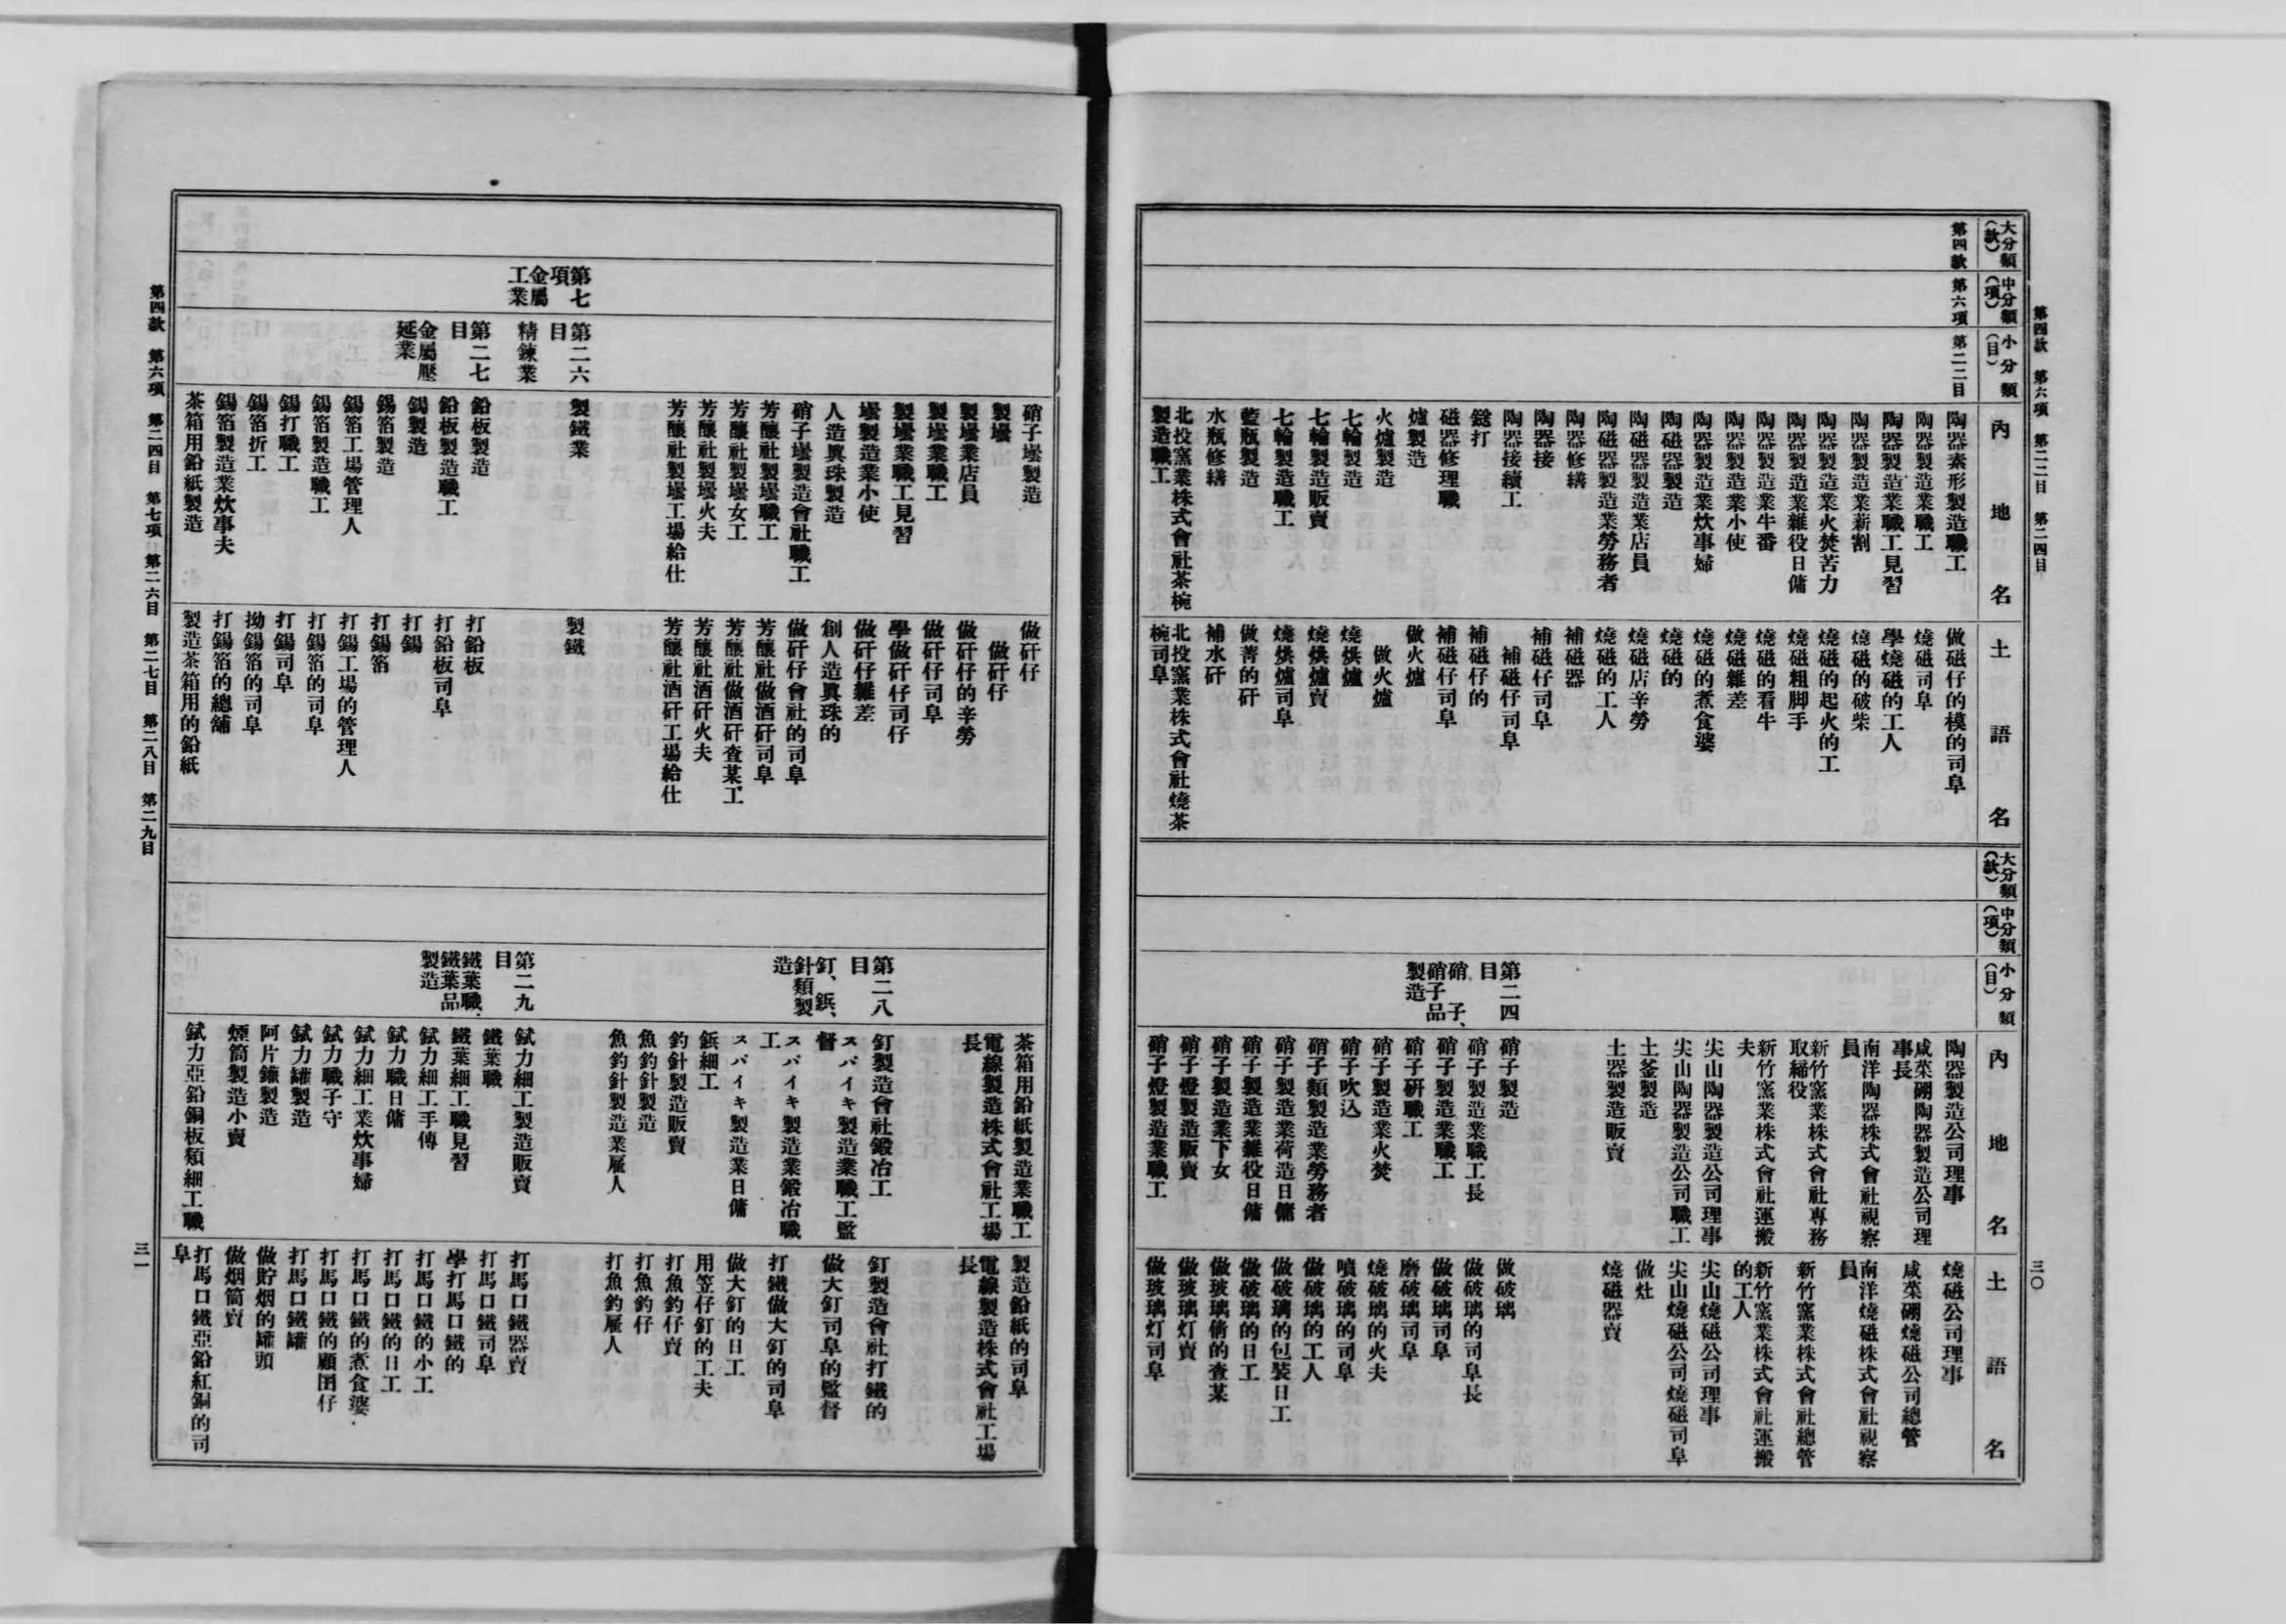 第四款 第六項 第二二目 第二四目
三〇
大分類（款）
中分類（項）
小分類（目）
內地名
土語名
第四款
第六項
第二二目
陶器素形製造職工
陶器製造業職工
陶器製造業職工見習
陶器製造業薪割
陶器製造業火焚苦力
陶器製造業雜役日傭
陶器製造業牛番
陶器製造業小使
陶器製造業炊事婦
陶磁器製造
陶磁器製造業店員
陶磁器製造業勞務者
陶器修繕
陶器接
陶器接續工
鎹打
磁器修理職
爐製造
火爐製造
七輪製造
七輪製造販賣
七輪製造職工
藍瓶製造
水瓶修繕
北投窯業株式會社茶椀
製造職工
做磁仔的模的司阜
燒磁司阜
學燒磁的工人
燒磁的破柴
燒磁的起火的工
燒磁粗脚手
燒磁的看牛
燒磁雜差
燒磁的煮食婆
燒磁的
燒磁店辛勞
燒磁的工人
補磁器
補磁仔司阜
補磁仔司阜
補磁仔的
補磁仔司阜
做火爐
做火爐
燒烘爐
燒烘爐賣
燒烘爐司阜
做菁的矸
補水矸
北投窯業株式會社燒茶
椀司阜
大分類（款）
中分類（項）
小分類（目）
內地名
土語名
第二四目
硝子、硝子品製造
陶器製造公司理事
咸菜硼陶器製造公司理
事長
南洋陶器株式會社視察
員
新竹窯業株式會社專務
取締役
新竹窯業株式會社運搬
夫
尖山陶器製造公司理事
尖山陶器製造公司職工
土釜製造
土器製造販賣
硝子製造
硝子製造業職工長
硝子製造業職工
硝子研職工
硝子製造業火焚
硝子吹込
硝子類製造業勞務者
硝子製造業荷造日傭
硝子製造業雜役日傭
硝子製造業下女
硝子燈製造販賣
硝子燈製造業職工
燒磁公司理事
咸菜硼燒磁公司總管
南洋燒磁株式會社視察
員
新竹窯業株式會社總管
新竹窯業株式會社運搬
的工人
尖山燒磁公司理事
尖山燒磁公司燒磁司阜
做灶
燒磁器賣
做玻璃
做玻璃的司阜長
做玻璃司阜
磨玻璃司阜
燒玻璃的火夫
噴玻璃的司阜
做玻璃的工人
做玻璃的包裝日工
做玻璃的日工
做玻璃倩的查某
做玻璃灯賣
做玻璃灯司阜
第七項
金屬工業
第二六目
精鍊業
第二七目
金屬壓延業
硝子壜製造
製壜
製壜業店員
製壜業職工
製壜業職工見習
壜製造業小使
人造眞珠製造
硝子壜製造會社職工
芳釀社製壜職工
芳釀社製壜女工
芳釀社製壜火夫
芳釀社製壜工場給仕
製鐵業
鉛板製造
鉛板製造職工
錫製造
錫箔製造
錫箔工場管理人
錫箔製造職工
錫打職工
錫箔折工
錫箔製造業炊事夫
茶箱用鉛紙製造
做矸仔
做矸仔
做矸仔的辛勞
做矸仔司阜
學做矸仔司仔
做矸仔雜差
創人造眞珠的
做矸仔會社的司阜
芳釀社做酒矸司阜
芳釀社做酒矸查某工
芳釀社酒矸火夫
芳釀社酒矸工場給仕
製鐵
打鉛板
打鉛板司阜
打錫
打錫箔
打錫工場的管理人
打錫箔的司阜
打錫司阜
拗錫箔的司阜
打錫箔的總舖
製造茶箱用的鉛紙
第二八目
釘、鋲、針類製造
第二九目
鐵葉職、鐵葉品製造
茶箱用鉛紙製造業職工
電線製造株式會社工場
長
釘製造會社鍛冶工
スパイキ製造業職工監
督
スパイキ製造業鍛冶職
工
スパイキ製造業日傭
鋲細工
釣針製造販賣
魚釣針製造
魚釣針製造業雇人
錻力細工製造販賣
鐵葉職
鐵葉細工職見習
錻力細工手傳
錻力職日傭
錻力細工業炊事婦
錻力職子守
錻力罐製造
阿片罐製造
煙筒製造小賣
錻力亞鉛銅板類細工職
製造鉛紙的司阜
電線製造株式會社工場
長
釘製造會社打鐵的
做大釘司阜的監督
打鐵做大釘的司阜
做大釘的日工
用笠仔釘的工夫
打魚釣仔賣
打魚釣仔
打魚釣雇人
打馬口鐵器賣
打馬口鐵司阜
學打馬口鐵的
打馬口鐵的小工
打馬口鐵的日工
打馬口鐵的煮食婆
打馬口鐵的顧囝仔
打馬口鐵罐
做貯烟的罐頭
做烟筒賣
打馬口鐵亞鉛紅銅的司
阜
第四款 第六項 第二四目 第七項 第二六目 第二七目 第二八目 第二九目
三一